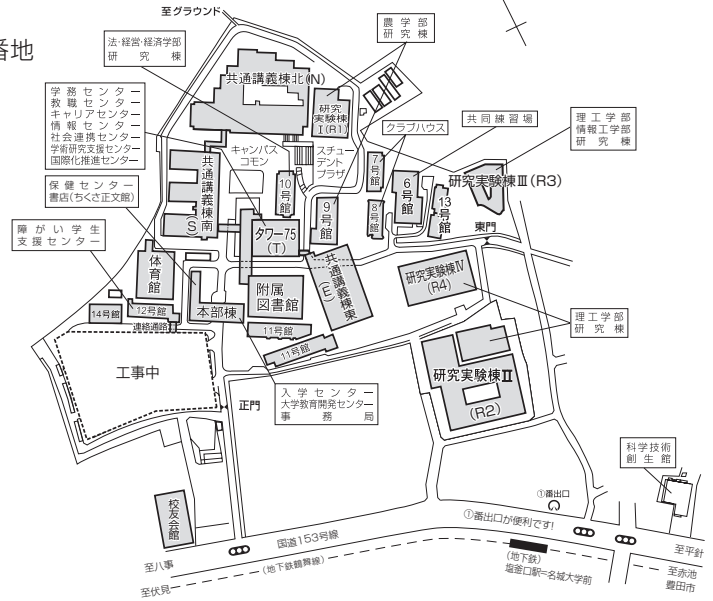 番地
至グラウンド
農学部
研究棟
法・経営・経済学部
研究棟
共通講義棟北(N)
研究
実験棟
I(R1)
学務センター
教職センター
キャリアセンター
情報センター
社会連携センター
学術研究支援センター
国際化推進センター
クラブハウス
共同練習場
理工学部
情報工学部
研究棟
キャンパス
コモン
スチュー
デント
プラザ
共通講義棟南
(S)
10号館
9号館
7号館
8号館
6号館
13号館
研究実験棟Ⅲ(R3)
東門
保健センター
書店(ちくさ正文館)
タワー75
(T)
障がい学生
支援センター
体育館
共通講義棟東
(E)
研究実験棟Ⅳ
(R4)
附属
図書館
本部棟
14号館
12号館
連絡通路
11号館
11号館
理工学部
研究棟
工事中
研究実験棟Ⅱ
(R2)
正門
入学センター
大学教育開発センター
事務局
科学技術
創生館
校友会館
①番出口
①番出口が便利です!
国道153号線
至八事
至平針
(地下鉄鶴舞線)
(地下鉄)
塩釜口駅=名城大学前
至伏見
至赤池
豊田市